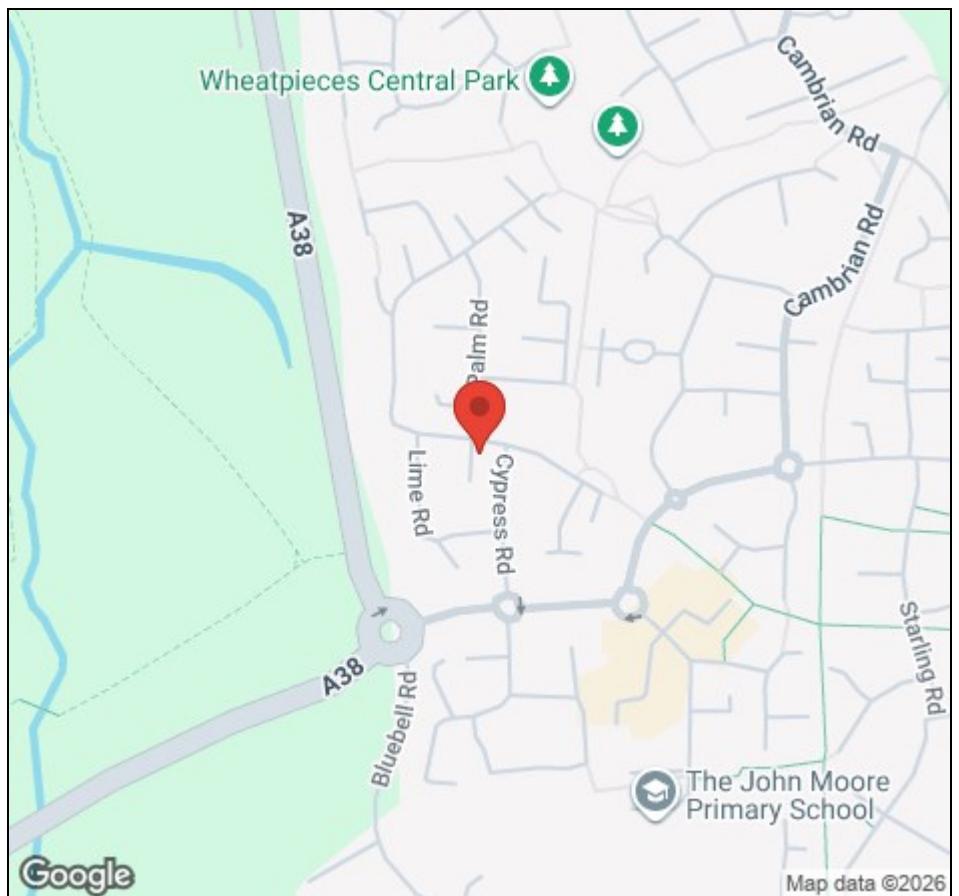 Cambrian Rd
Wheatpieces Central Park
A38
Cambrian Rd
Palm Rd
Lime Rd
Cypress Rd
Starling Rd
A38
Bluebell Rd
The John Moore
Primary School
Google
Map data ©2026